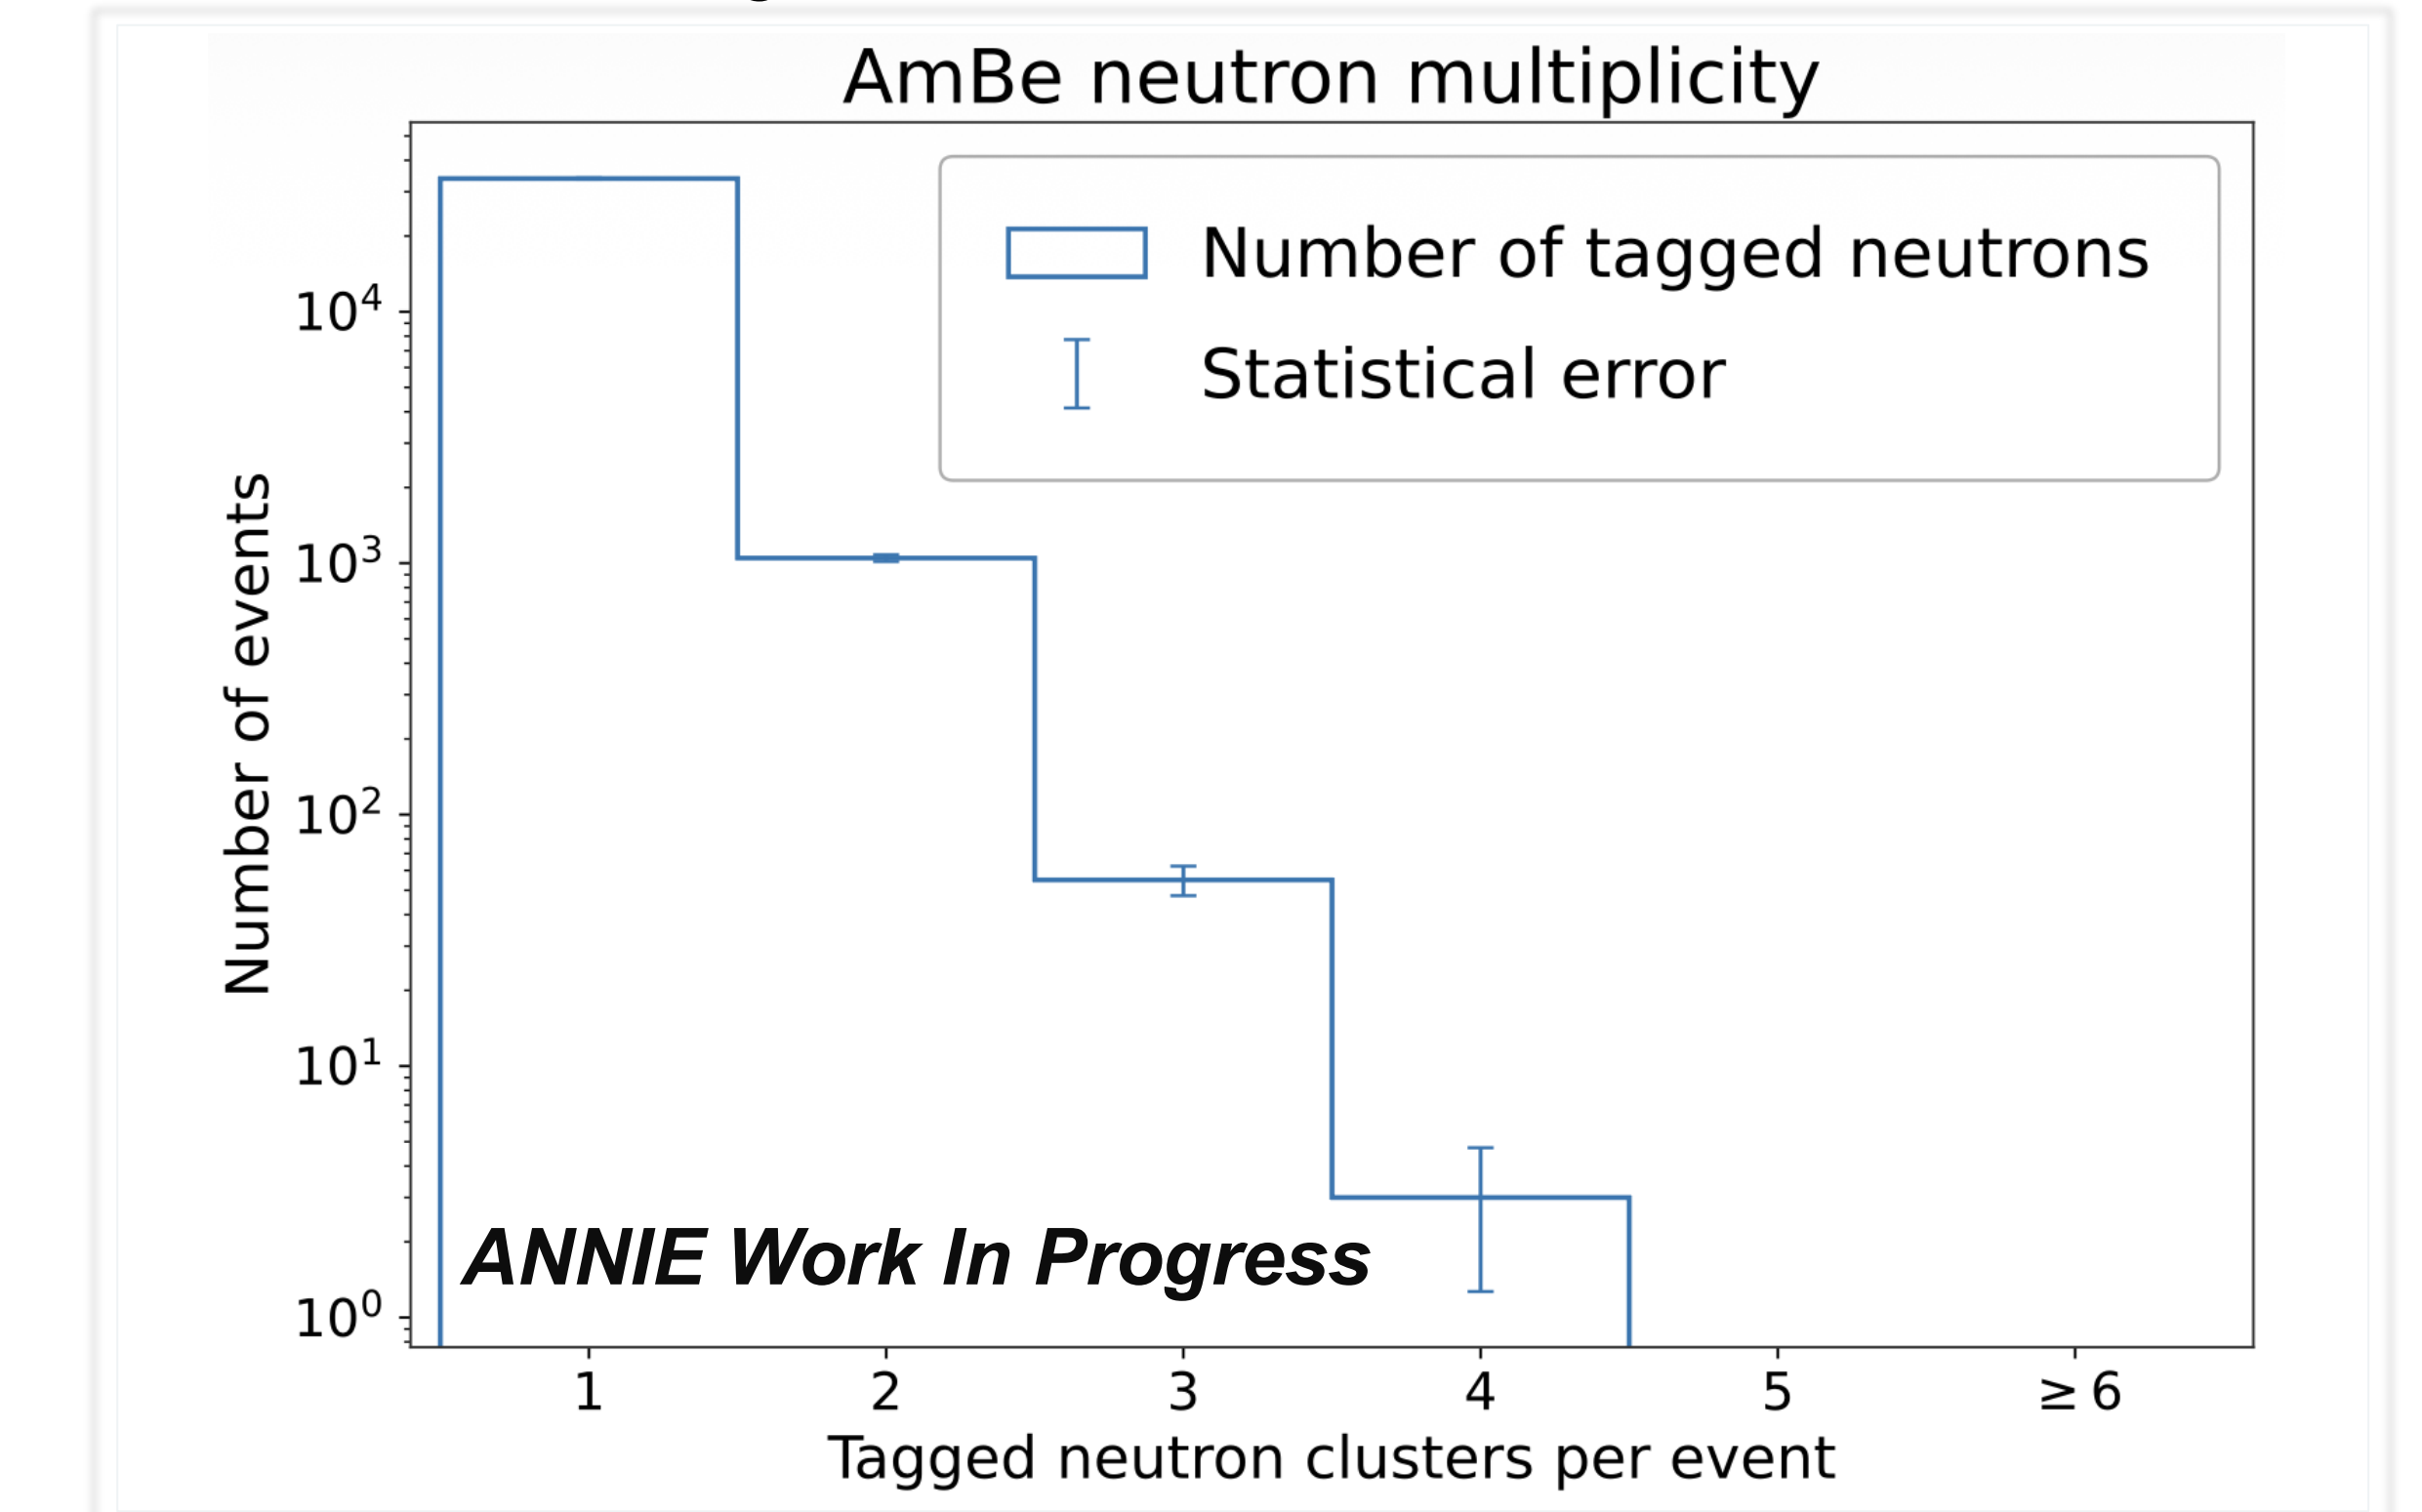 AmBe neutron multiplicity
Number of tagged neutrons
Statistical error
Number of events
10⁴
10³
10²
10¹
10⁰
ANNIE Work In Progress
1 2 3 4 5 ≥ 6
Tagged neutron clusters per event